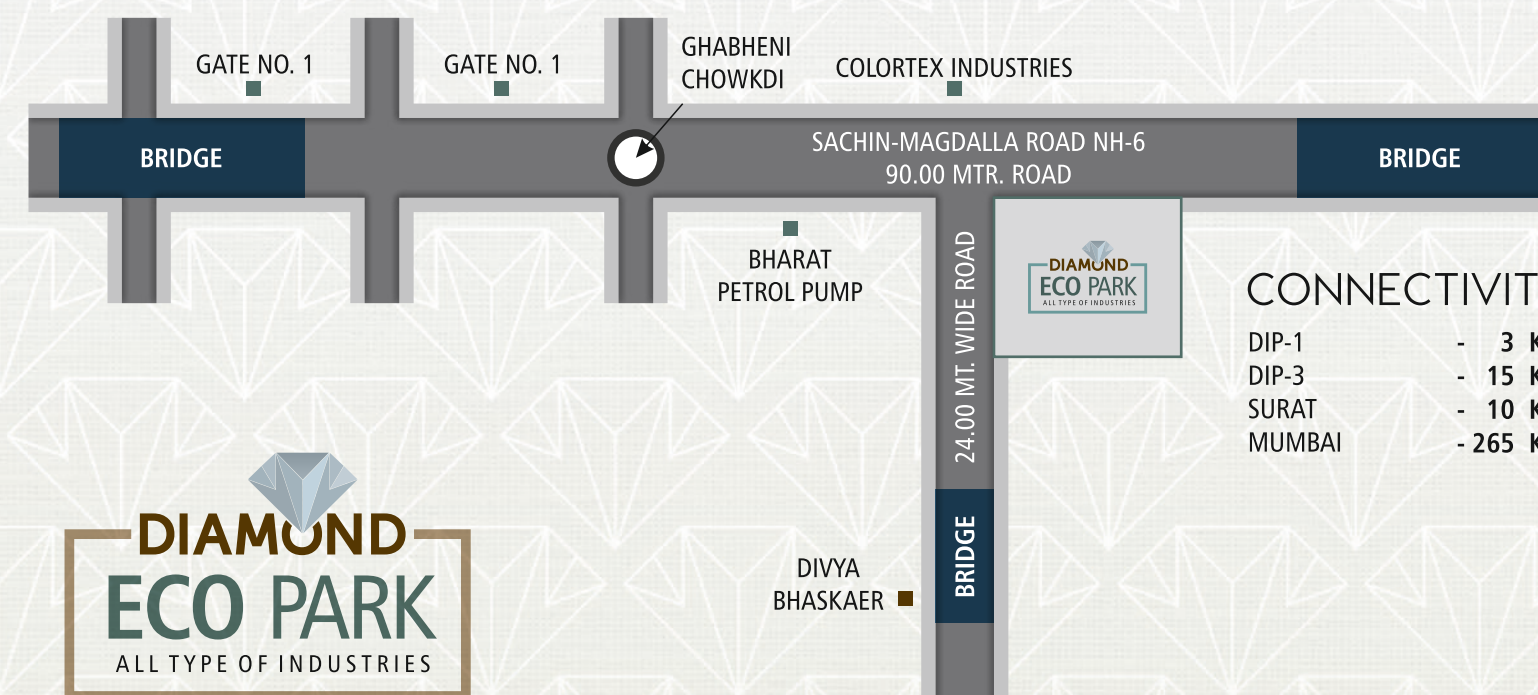 GATE NO. 1
GATE NO. 1
GHABHENI
CHOWKDI
COLORTEX INDUSTRIES
BRIDGE
SACHIN-MAGDALLA ROAD NH-6
90.00 MTR. ROAD
BRIDGE
BHARAT
PETROL PUMP
24.00 MT. WIDE ROAD
DIAMOND
ECO PARK
ALL TYPE OF INDUSTRIES
CONNECTIVIT
DIP-1 - 3 K
DIP-3 - 15 K
SURAT - 10 K
MUMBAI - 265 K
BRIDGE
DIVYA
BHASKAER
DIAMOND
ECO PARK
ALL TYPE OF INDUSTRIES